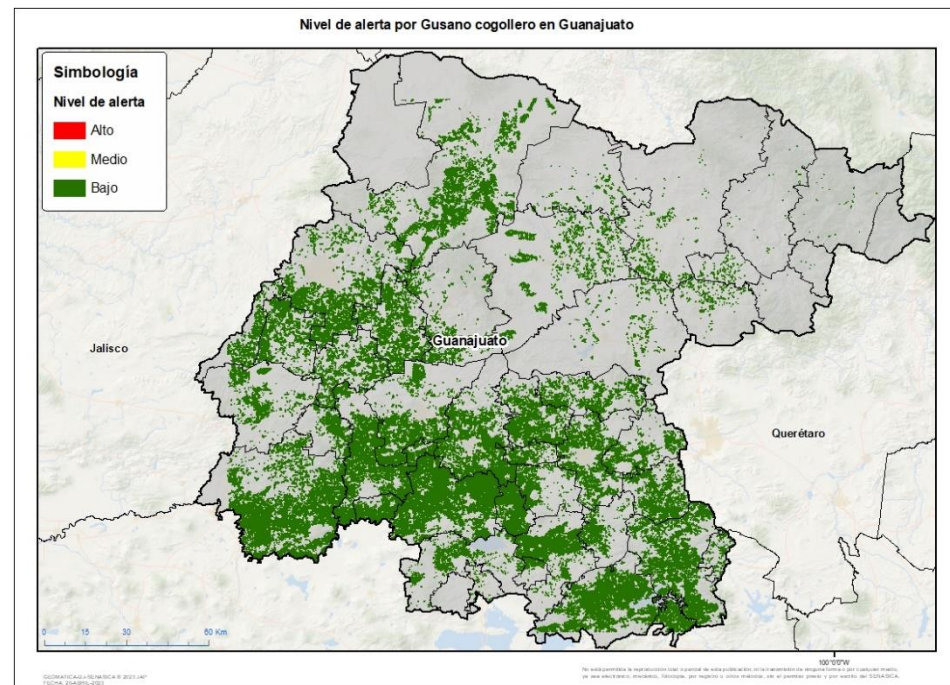 Nivel de alerta por Gusano cogollero en Guanajuato
Simbología
Nivel de alerta
Alto
Medio
Bajo
Jalisco
Guanajuato
Querétaro
0 15 30 60 Km
100°0'0"W